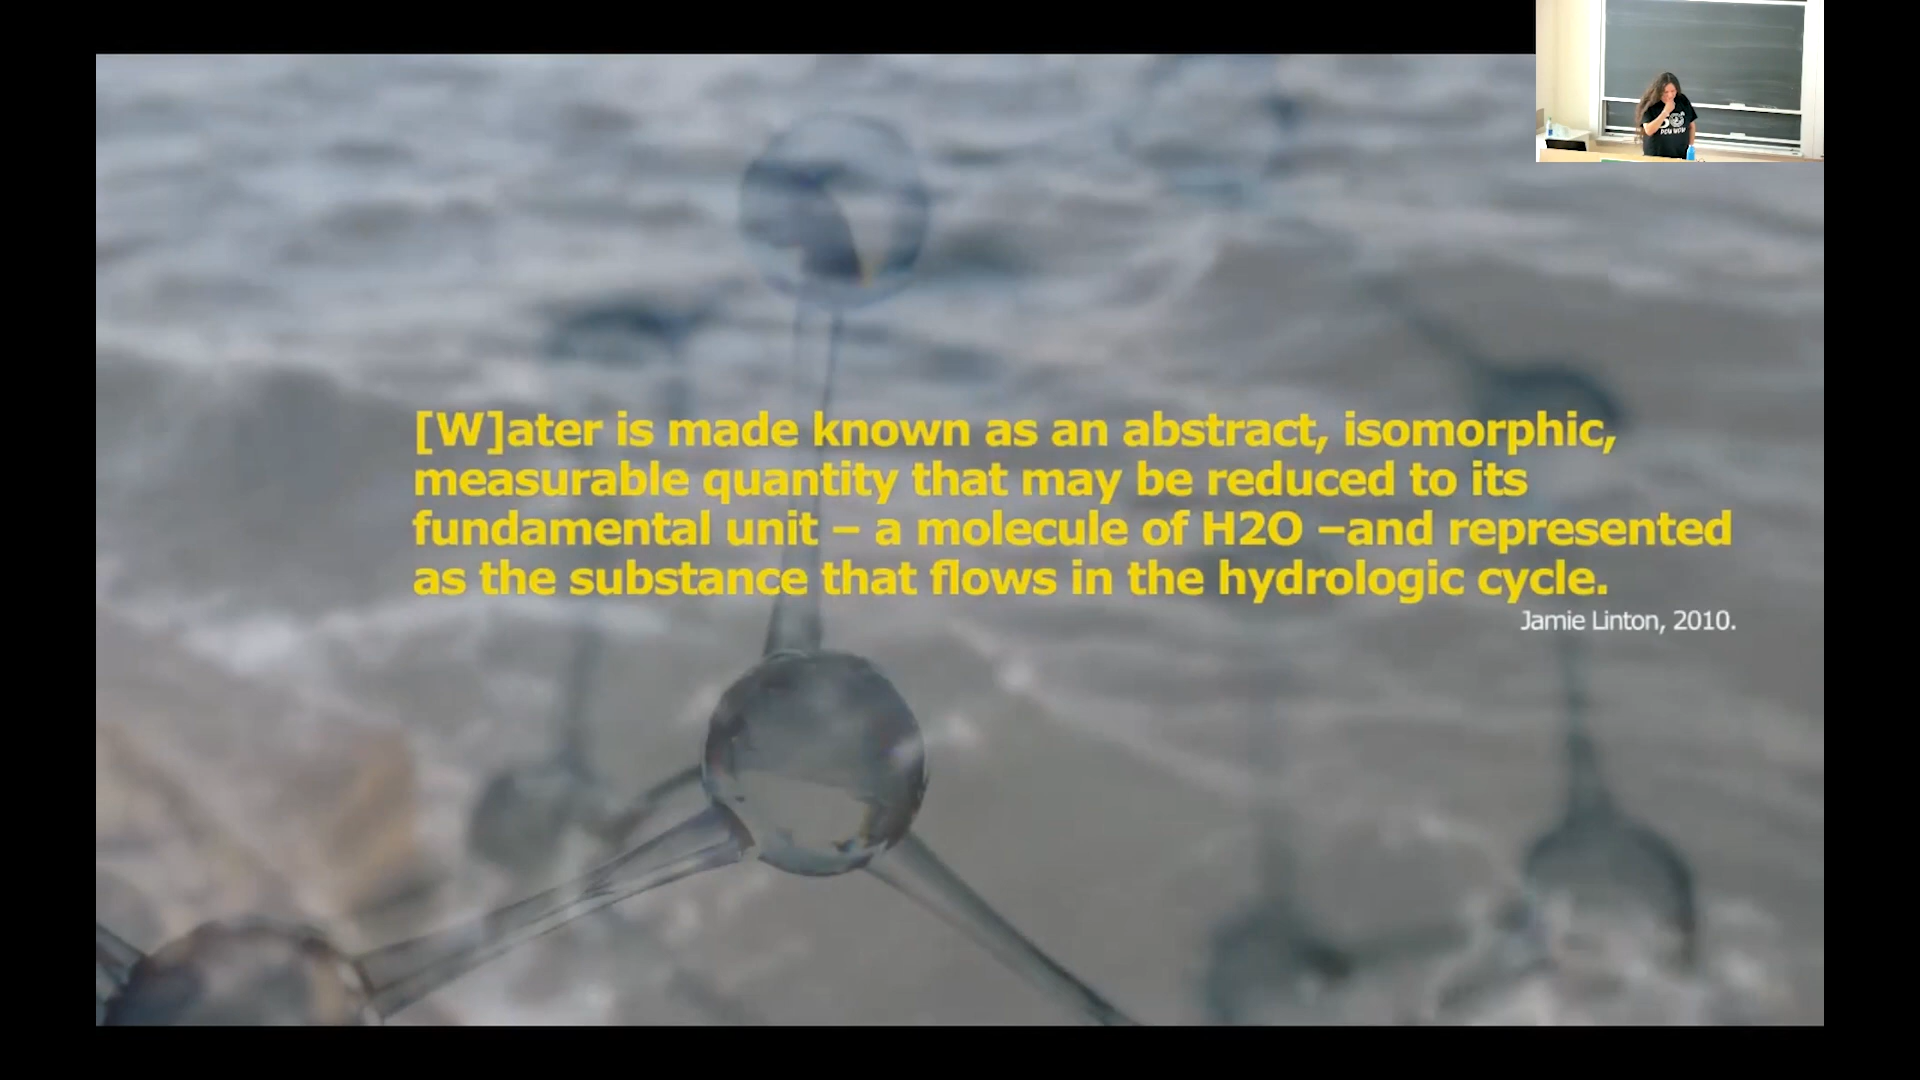 [W]ater is made known as an abstract, isomorphic,
measurable quantity that may be reduced to its
fundamental unit – a molecule of H2O –and represented
as the substance that flows in the hydrologic cycle.
Jamie Linton, 2010.